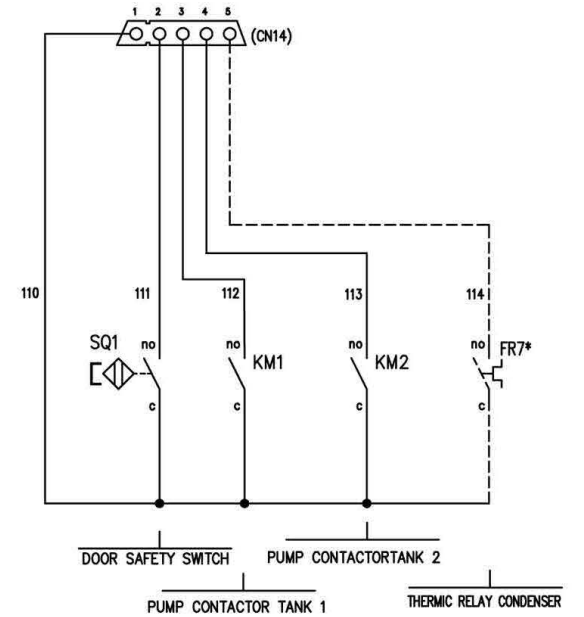 1 2 3 4 5
(CN14)
110 111 112 113 114
SQ1 no no KM1 no KM2 no FR7*
c c c c
DOOR SAFETY SWITCH
PUMP CONTACTORTANK 2
PUMP CONTACTOR TANK 1
THERMIC RELAY CONDENSER